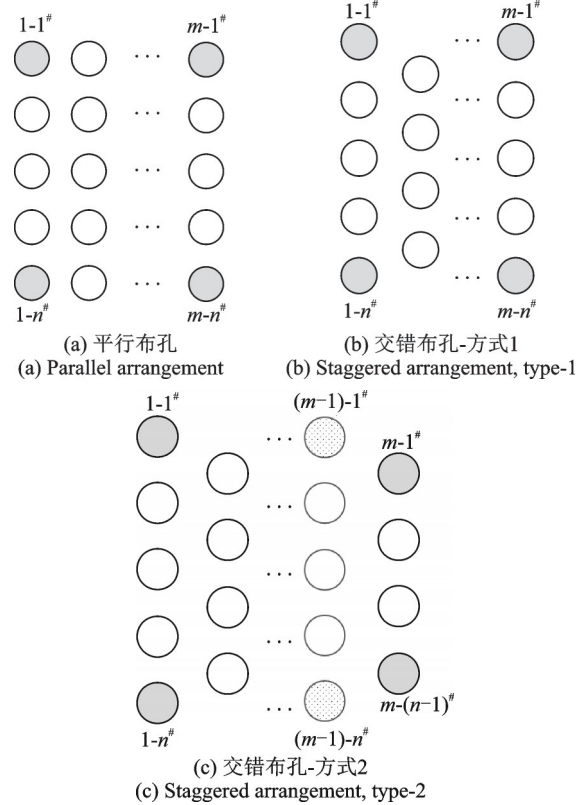 1-1# m-1#
...
...
...
...
...
1-n# m-n#
(a) 平行布孔
(a) Parallel arrangement
1-1# m-1#
...
...
...
...
...
1-n# m-n#
(b) 交错布孔-方式1
(b) Staggered arrangement, type-1
1-1# (m−1)-1# m-1#
...
...
...
...
...
1-n# (m−1)-n# m-(n−1)#
(c) 交错布孔-方式2
(c) Staggered arrangement, type-2